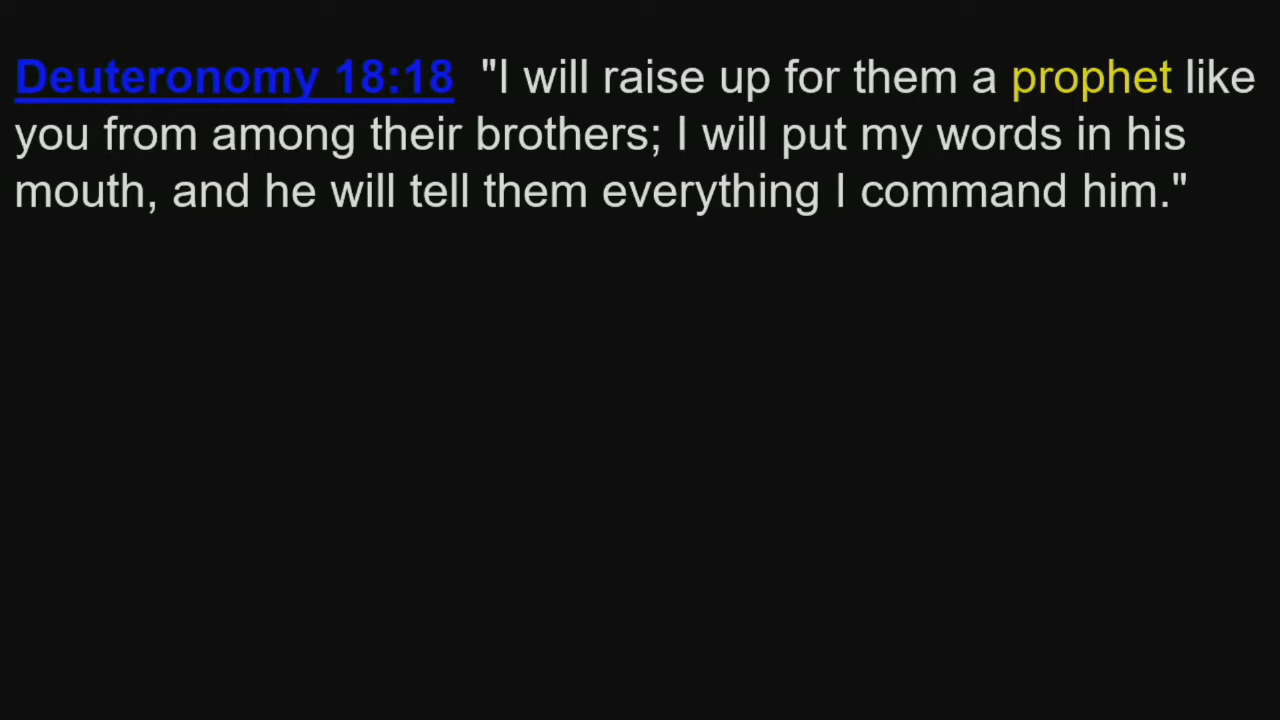 Deuteronomy 18:18 "I will raise up for them a prophet like
you from among their brothers; I will put my words in his
mouth, and he will tell them everything I command him."